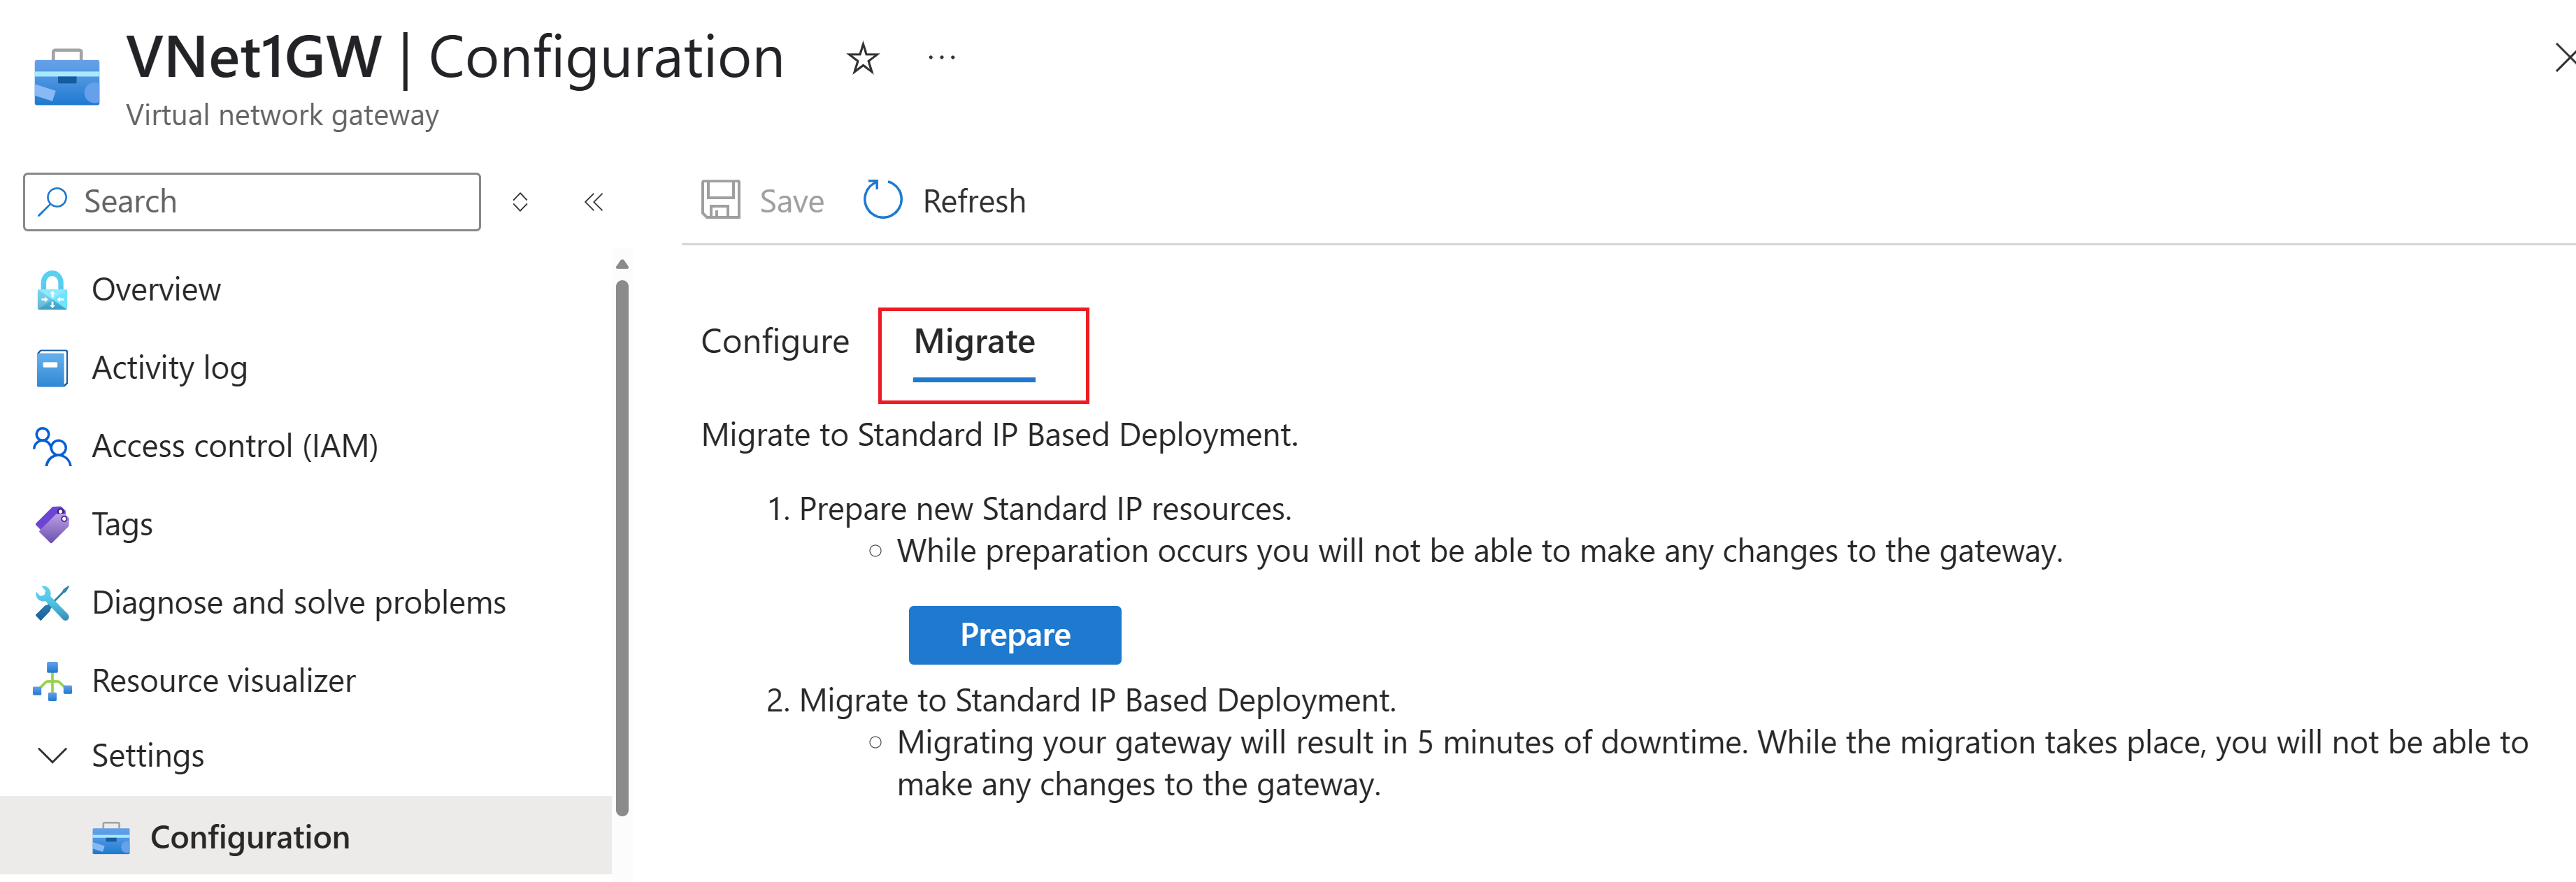 VNet1GW | Configuration
Virtual network gateway
Search
Save
Refresh
Overview
Activity log
Access control (IAM)
Tags
Diagnose and solve problems
Resource visualizer
Settings
Configuration
Configure
Migrate
Migrate to Standard IP Based Deployment.
1. Prepare new Standard IP resources.
While preparation occurs you will not be able to make any changes to the gateway.
Prepare
2. Migrate to Standard IP Based Deployment.
Migrating your gateway will result in 5 minutes of downtime. While the migration takes place, you will not be able to
make any changes to the gateway.